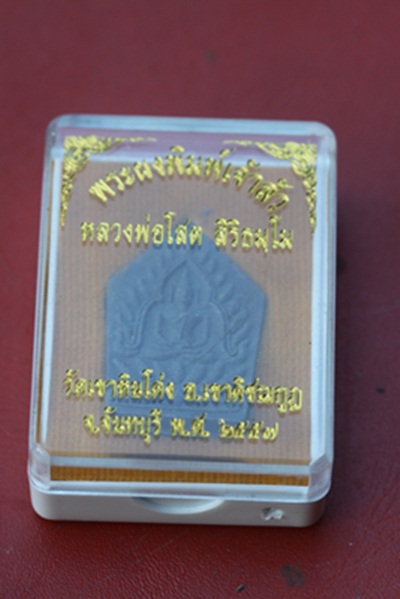 พระผงพิมพ์เจ้าสัว
หลวงพ่อโสต สิริธมฺโม
วัดเขาดินโด่ง อ.เขาคิชฌกูฏ
จ.จันทบุรี พ.ศ. ๒๕๕๗